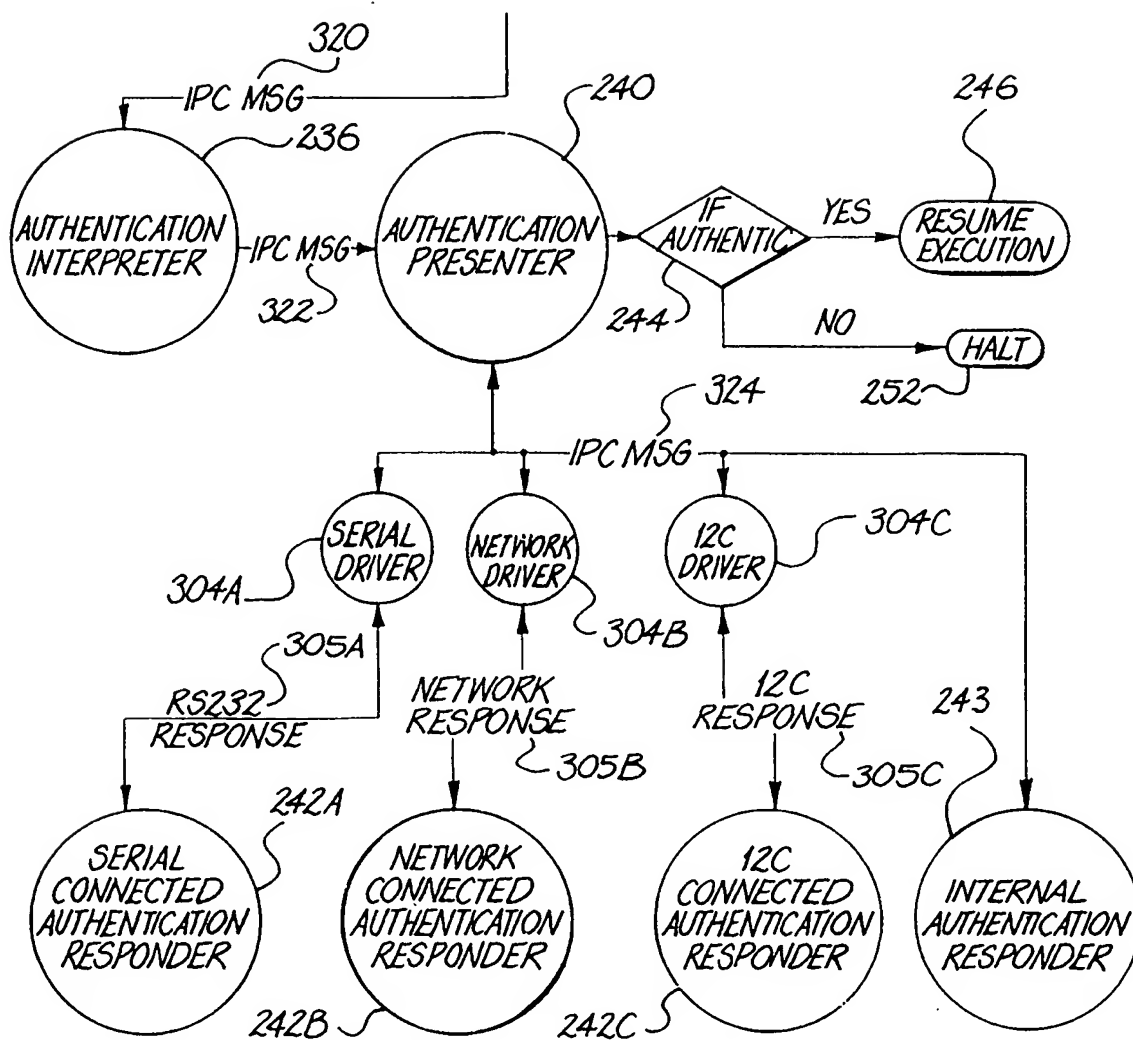 320
IPC MSG
236
240
246
AUTHENTICATION
INTERPRETER
IPC MSG
322
AUTHENTICATION
PRESENTER
IF
AUTHENTIC
244
YES
RESUME
EXECUTION
NO
HALT
252
324
IPC MSG
SERIAL
DRIVER
304A
NETWORK
DRIVER
304B
12C
DRIVER
304C
305A
RS232
RESPONSE
NETWORK
RESPONSE
305B
12C
RESPONSE
305C
243
242A
SERIAL
CONNECTED
AUTHENTICATION
RESPONDER
NETWORK
CONNECTED
AUTHENTICATION
RESPONDER
242B
12C
CONNECTED
AUTHENTICATION
RESPONDER
242C
INTERNAL
AUTHENTICATION
RESPONDER